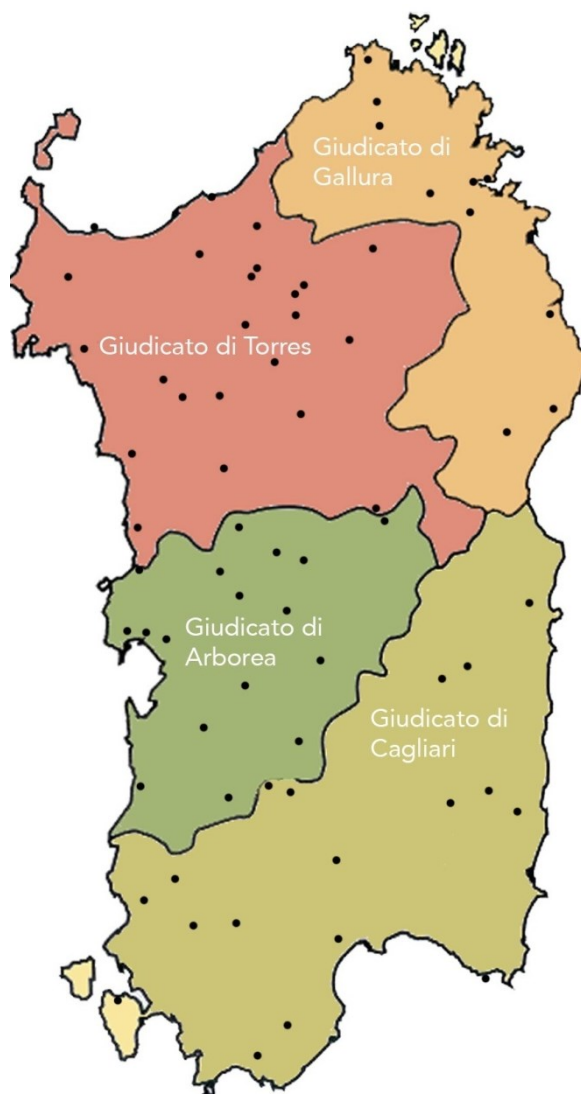 Giudicato di
Gallura
Giudicato di Torres
Giudicato di
Arborea
Giudicato di
Cagliari